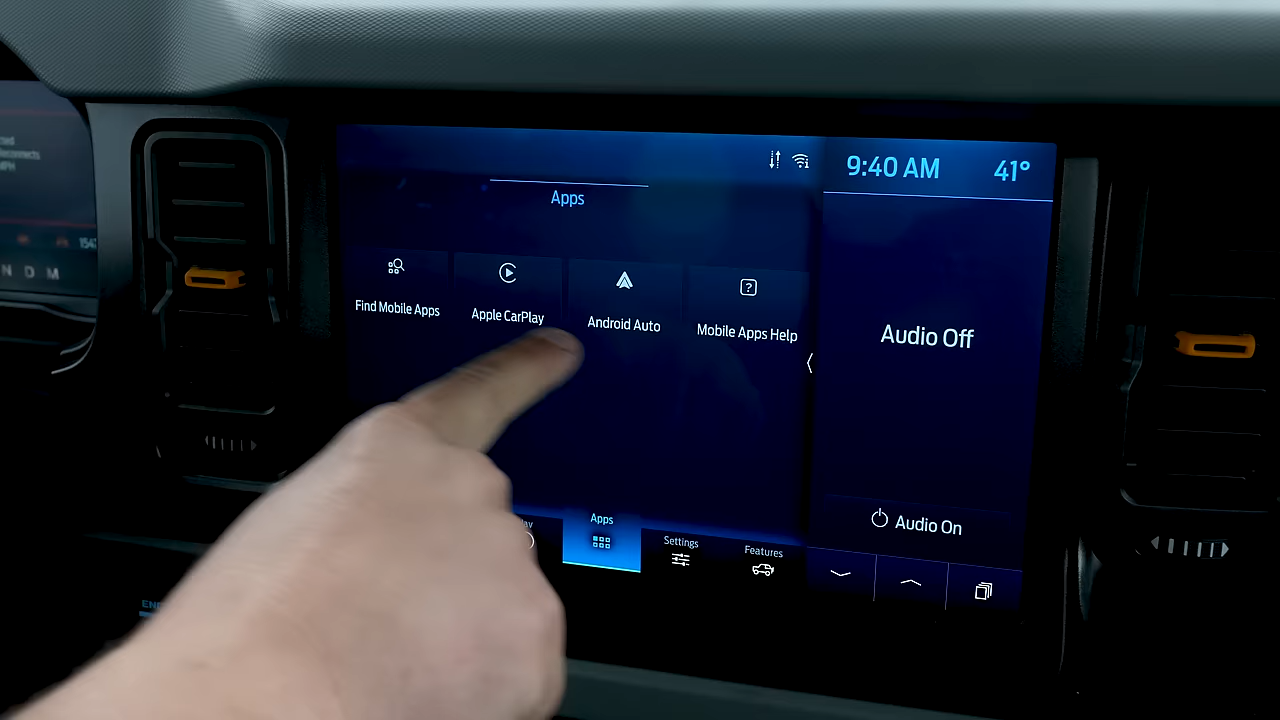 9:40 AM
41°
Apps
Find Mobile Apps
Apple CarPlay
Android Auto
Mobile Apps Help
Audio Off
Audio On
Apps
Settings
Features
N D M